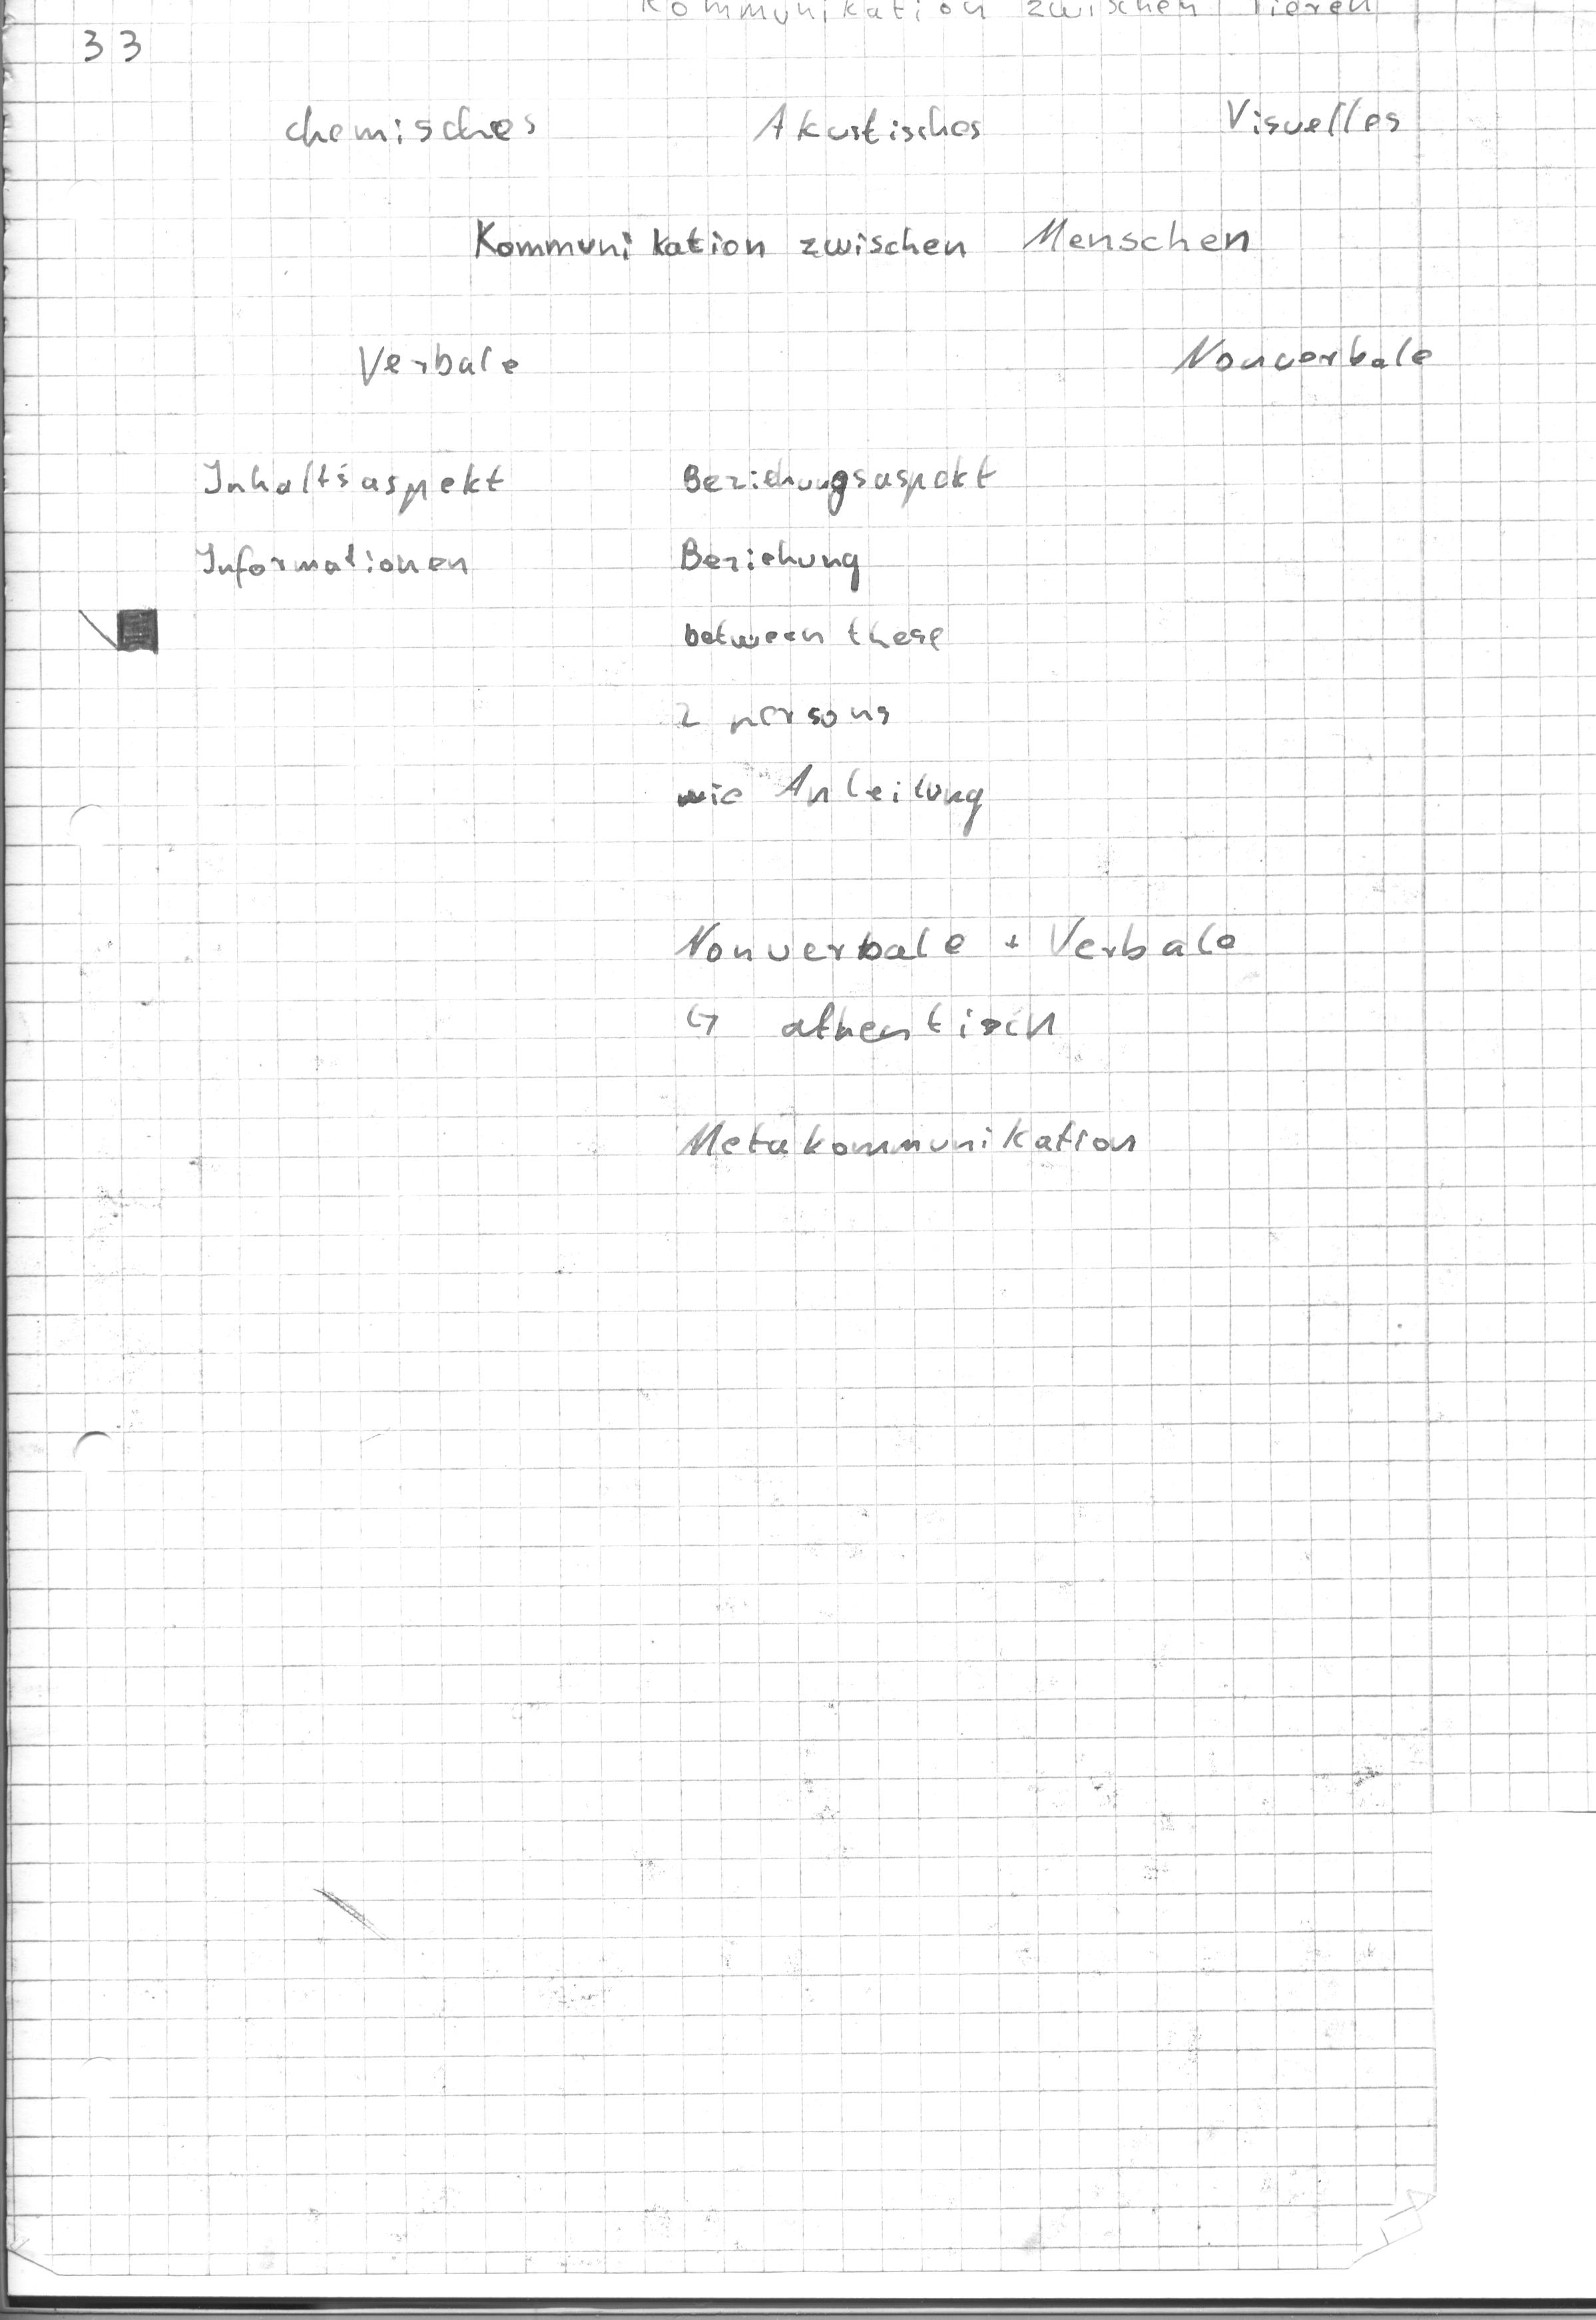 Kommunikation zwischen Tieren
33
chemisches Akustisches Visuelles
Kommunikation zwischen Menschen
Verbale Nonverbale
Inhaltsaspekt Beziehungsaspekt
Informationen Beziehung
between these
2 persons
wie Anleitung
Nonverbale + Verbale
↳ athentisch
Metakommunikation